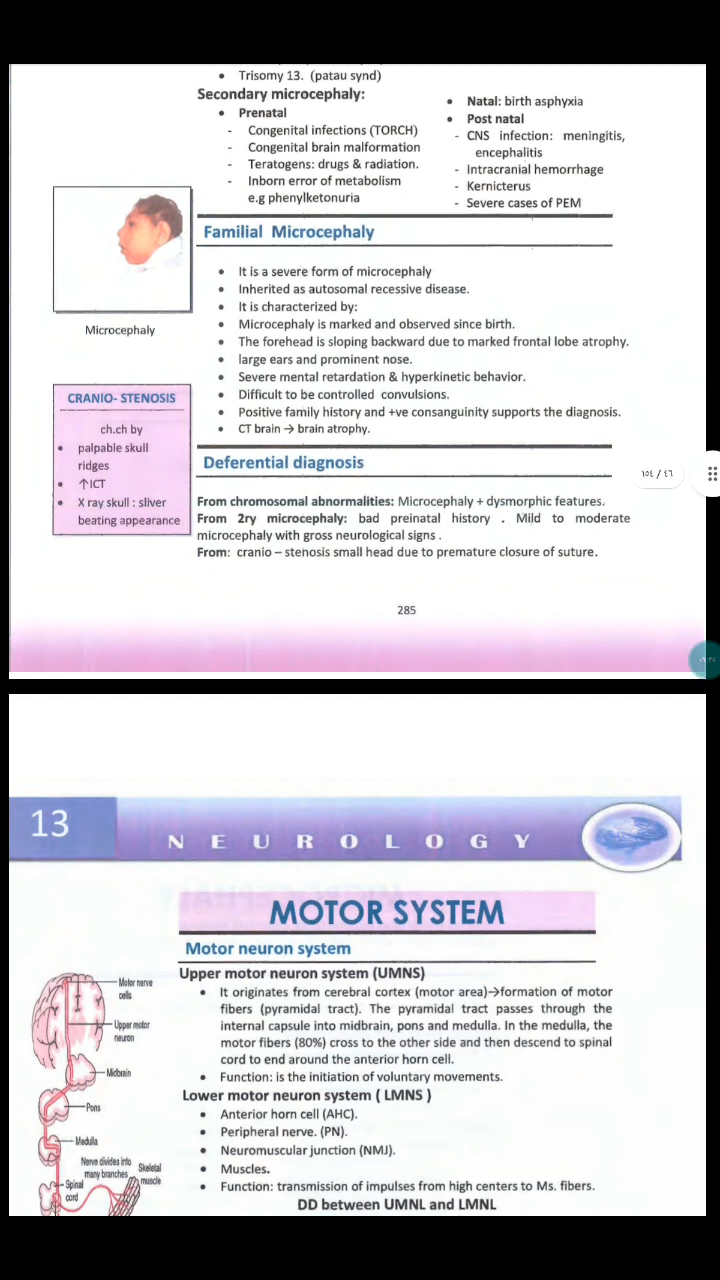 • Trisomy 13. (patau synd)
Secondary microcephaly:
• Prenatal
- Congenital infections (TORCH)
- Congenital brain malformation
- Teratogens: drugs & radiation.
- Inborn error of metabolism
e.g phenylketonuria
• Natal: birth asphyxia
• Post natal
- CNS infection: meningitis,
encephalitis
- Intracranial hemorrhage
- Kernicterus
- Severe cases of PEM
Microcephaly
Familial Microcephaly
• It is a severe form of microcephaly
• Inherited as autosomal recessive disease.
• It is characterized by:
• Microcephaly is marked and observed since birth.
• The forehead is sloping backward due to marked frontal lobe atrophy.
• large ears and prominent nose.
• Severe mental retardation & hyperkinetic behavior.
• Difficult to be controlled convulsions.
• Positive family history and +ve consanguinity supports the diagnosis.
• CT brain → brain atrophy.
CRANIO- STENOSIS
ch.ch by
• palpable skull
ridges
• ↑ICT
• X ray skull : sliver
beating appearance
Deferential diagnosis
١٥٤ / ٤٦
From chromosomal abnormalities: Microcephaly + dysmorphic features.
From 2ry microcephaly: bad preinatal history . Mild to moderate
microcephaly with gross neurological signs .
From: cranio – stenosis small head due to premature closure of suture.
285
13
NEUROLOGY
MOTOR SYSTEM
Motor neuron system
Upper motor neuron system (UMNS)
• It originates from cerebral cortex (motor area)→formation of motor
fibers (pyramidal tract). The pyramidal tract passes through the
internal capsule into midbrain, pons and medulla. In the medulla, the
motor fibers (80%) cross to the other side and then descend to spinal
cord to end around the anterior horn cell.
• Function: is the initiation of voluntary movements.
Lower motor neuron system ( LMNS )
• Anterior horn cell (AHC).
• Peripheral nerve. (PN).
• Neuromuscular junction (NMJ).
• Muscles.
• Function: transmission of impulses from high centers to Ms. fibers.
DD between UMNL and LMNL
Motor nerve
cells
Upper motor
neuron
Midbrain
Pons
Medulla
Nerve divides into
many branches
Skeletal
muscle
Spinal
cord